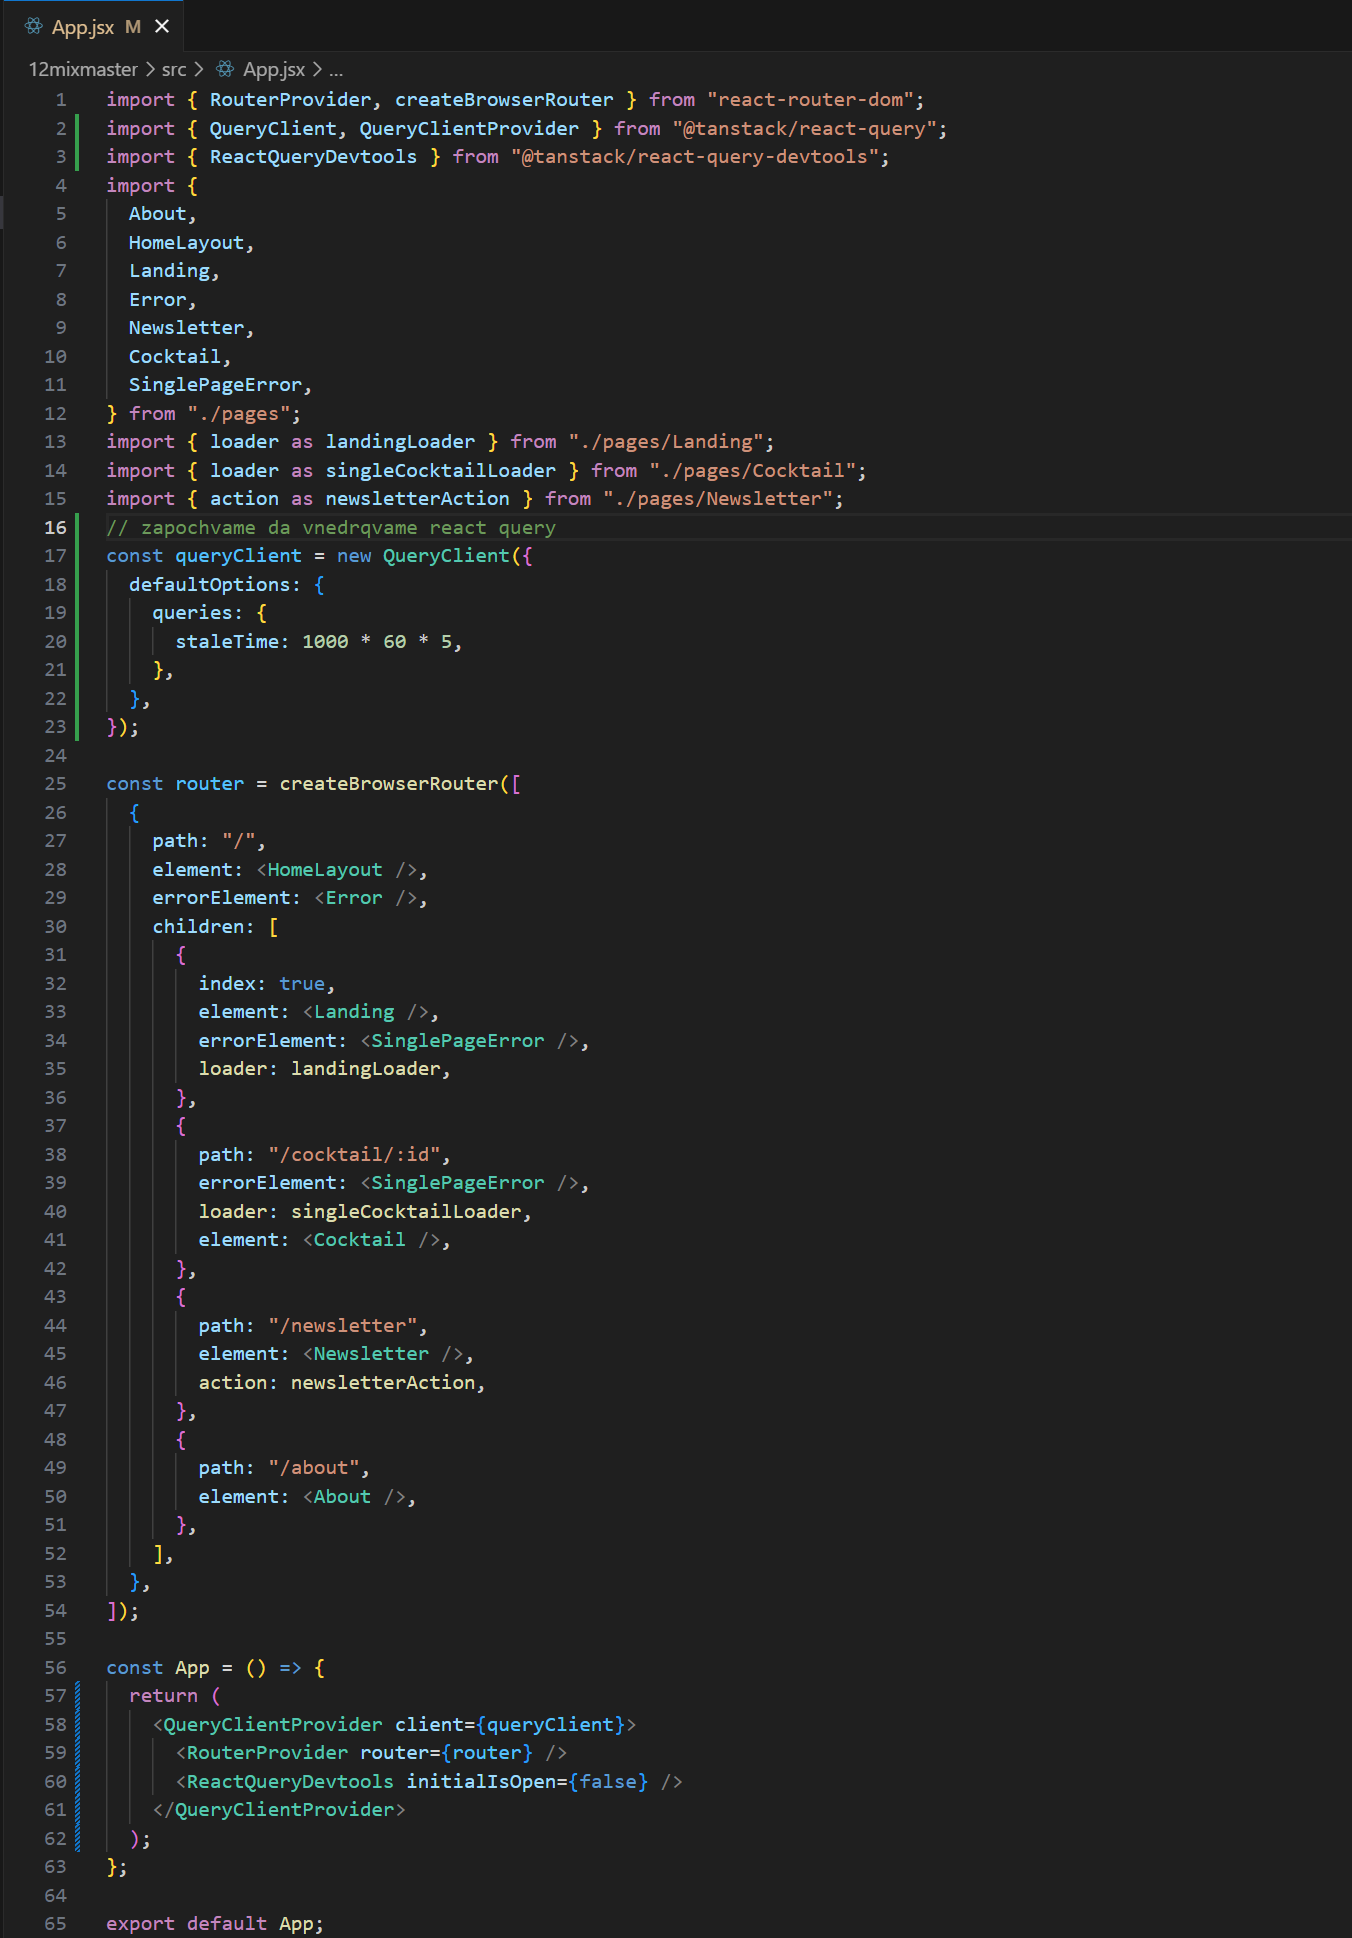 App.jsx M
12mixmaster > src > App.jsx > ...
1 import { RouterProvider, createBrowserRouter } from "react-router-dom";
2 import { QueryClient, QueryClientProvider } from "@tanstack/react-query";
3 import { ReactQueryDevtools } from "@tanstack/react-query-devtools";
4 import {
5   About,
6   HomeLayout,
7   Landing,
8   Error,
9   Newsletter,
10   Cocktail,
11   SinglePageError,
12 } from "./pages";
13 import { loader as landingLoader } from "./pages/Landing";
14 import { loader as singleCocktailLoader } from "./pages/Cocktail";
15 import { action as newsletterAction } from "./pages/Newsletter";
16 // zapochvame da vnedrqvame react query
17 const queryClient = new QueryClient({
18   defaultOptions: {
19     queries: {
20       staleTime: 1000 * 60 * 5,
21     },
22   },
23 });
24
25 const router = createBrowserRouter([
26   {
27     path: "/",
28     element: <HomeLayout />,
29     errorElement: <Error />,
30     children: [
31       {
32         index: true,
33         element: <Landing />,
34         errorElement: <SinglePageError />,
35         loader: landingLoader,
36       },
37       {
38         path: "/cocktail/:id",
39         errorElement: <SinglePageError />,
40         loader: singleCocktailLoader,
41         element: <Cocktail />,
42       },
43       {
44         path: "/newsletter",
45         element: <Newsletter />,
46         action: newsletterAction,
47       },
48       {
49         path: "/about",
50         element: <About />,
51       },
52     ],
53   },
54 ]);
55
56 const App = () => {
57   return (
58     <QueryClientProvider client={queryClient}>
59       <RouterProvider router={router} />
60       <ReactQueryDevtools initialIsOpen={false} />
61     </QueryClientProvider>
62   );
63 };
64
65 export default App;